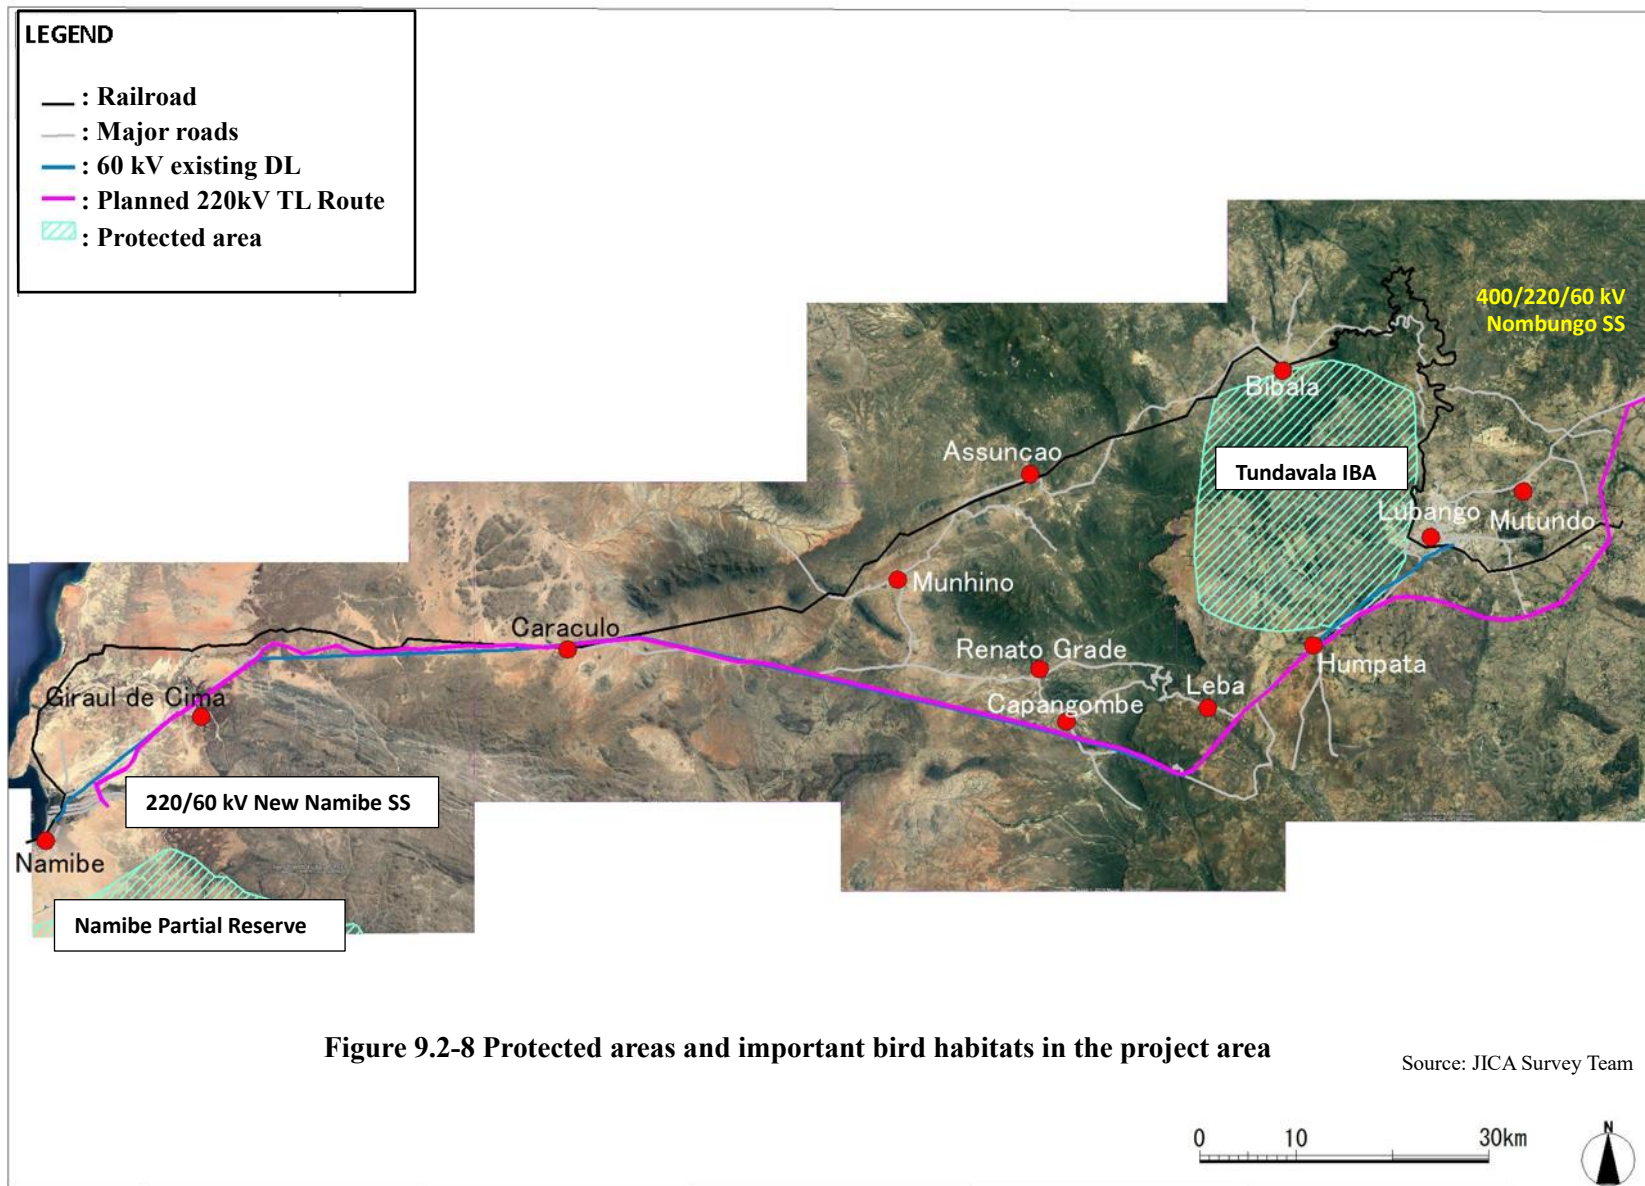 LEGEND
: Railroad
: Major roads
: 60 kV existing DL
: Planned 220kV TL Route
: Protected area
400/220/60 kV
Nombungo SS
Bibala
Assuncao
Tundavala IBA
Lubango
Mutundo
Munhino
Caraculo
Renato Grade
Humpata
Leba
Capangombe
Giraul de Cima
220/60 kV New Namibe SS
Namibe
Namibe Partial Reserve
Figure 9.2-8 Protected areas and important bird habitats in the project area
Source: JICA Survey Team
0 10 30km
N